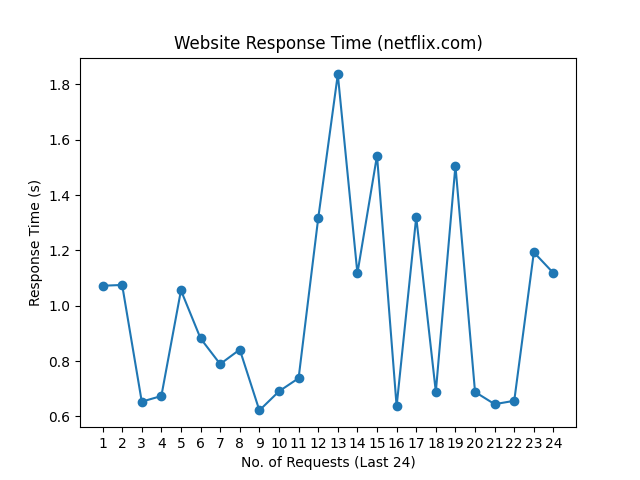 Website Response Time (netflix.com)
Response Time (s)
1.8
1.6
1.4
1.2
1.0
0.8
0.6
1 2 3 4 5 6 7 8 9 10 11 12 13 14 15 16 17 18 19 20 21 22 23 24
No. of Requests (Last 24)